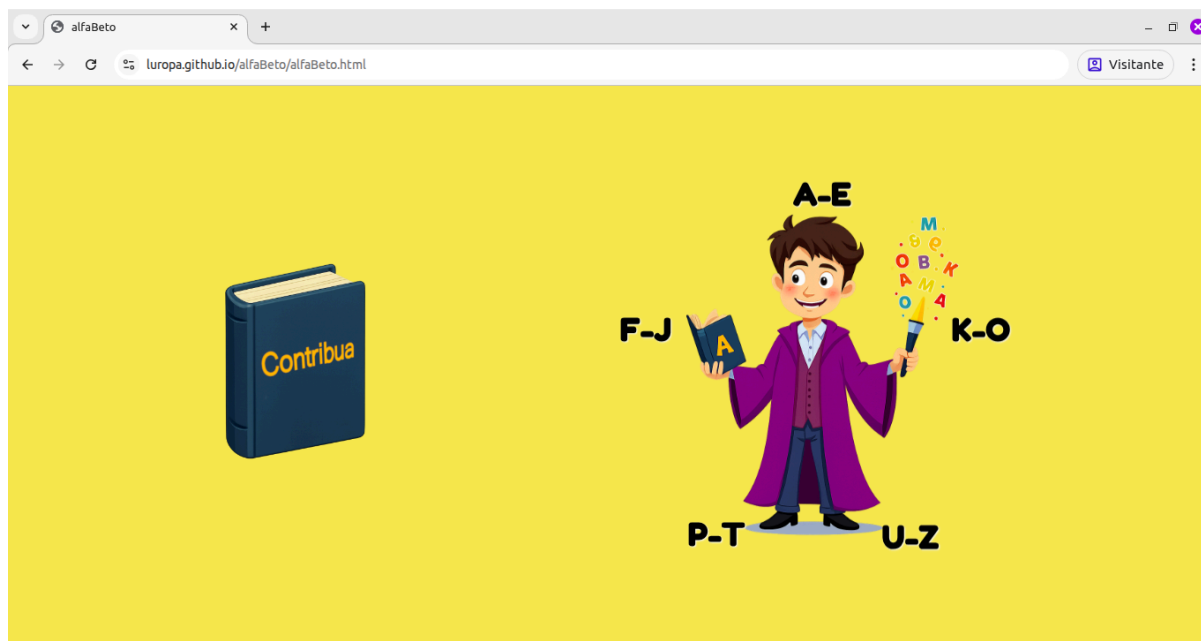 alfaBeto
luropa.github.io/alfaBeto/alfaBeto.html
Visitante
A-E
M
O B K
A M
O A
F-J
A
K-O
Contribua
P-T
U-Z